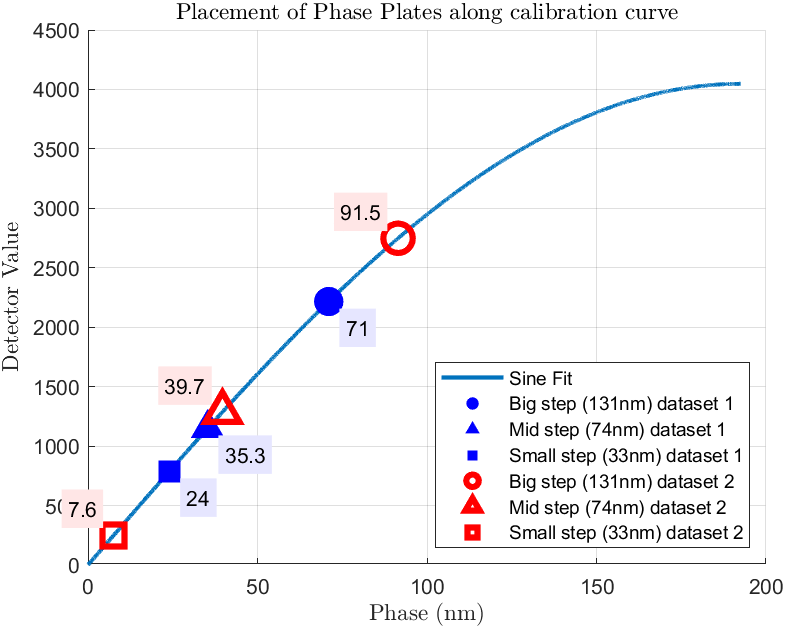 Placement of Phase Plates along calibration curve
4500
4000
3500
3000
2500
2000
1500
1000
50
0
Detector Value
91.5
71
39.7
35.3
24
7.6
Sine Fit
Big step (131nm) dataset 1
Mid step (74nm) dataset 1
Small step (33nm) dataset 1
Big step (131nm) dataset 2
Mid step (74nm) dataset 2
Small step (33nm) dataset 2
0 50 100 150 200
Phase (nm)